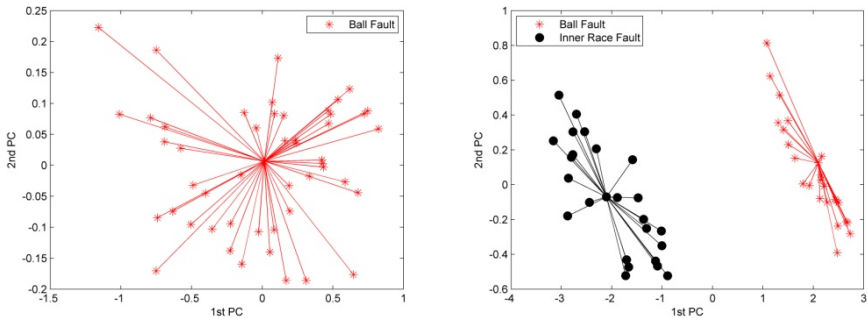 0.25
0.2
0.15
0.1
0.05
0
-0.05
-0.1
-0.15
-0.2
2nd PC
-1.5 -1 -0.5 0 0.5 1
1st PC
Ball Fault
1
0.8
0.6
0.4
0.2
0
-0.2
-0.4
-0.6
2nd PC
-4 -3 -2 -1 0 1 2 3
1st PC
Ball Fault
Inner Race Fault